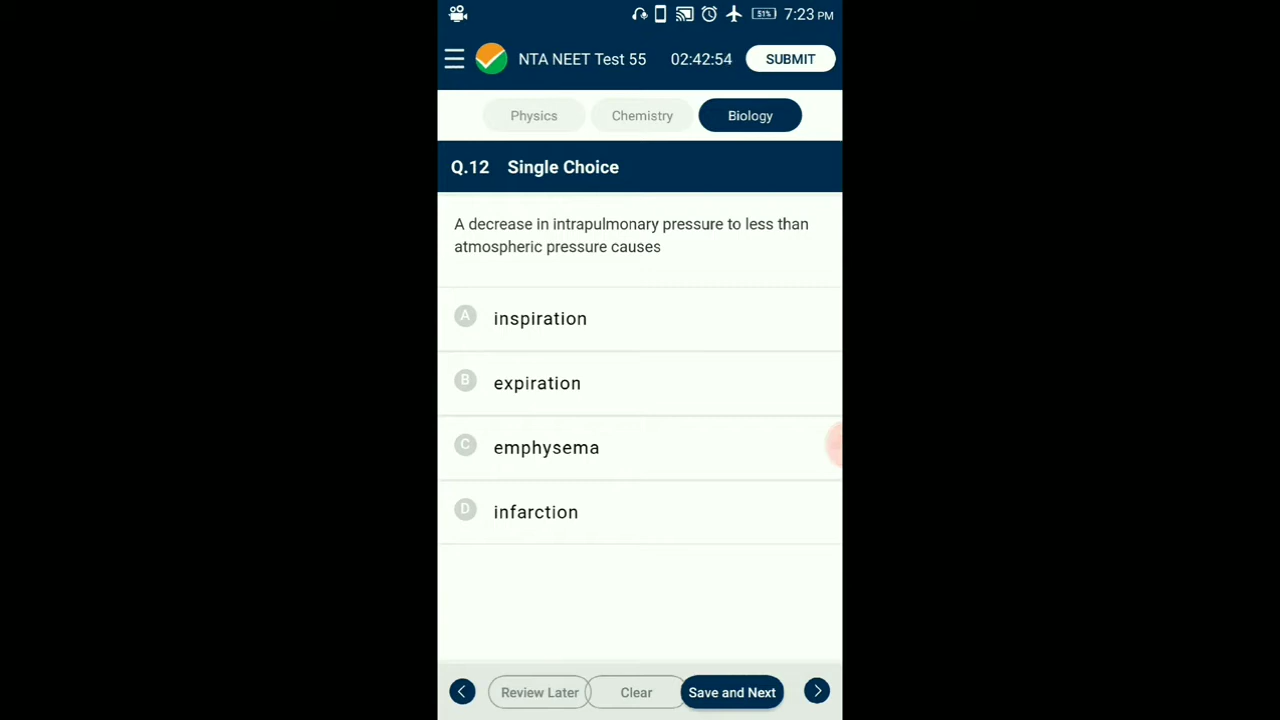 51% 7:23 PM
NTA NEET Test 55 02:42:54 SUBMIT
Physics Chemistry Biology
Q.12 Single Choice
A decrease in intrapulmonary pressure to less than
atmospheric pressure causes
A inspiration
B expiration
C emphysema
D infarction
Review Later Clear Save and Next